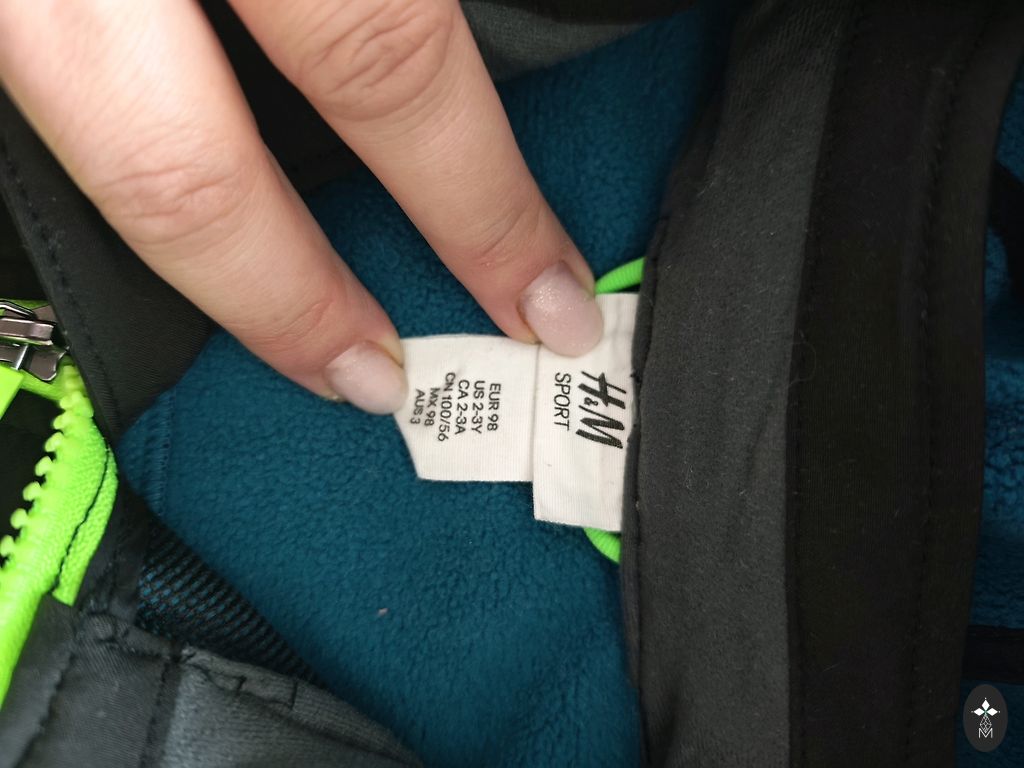 H&M
SPORT
EUR 98
US 2-3Y
CA 2-3A
CN 100/56
MX 98
AUS 3
M